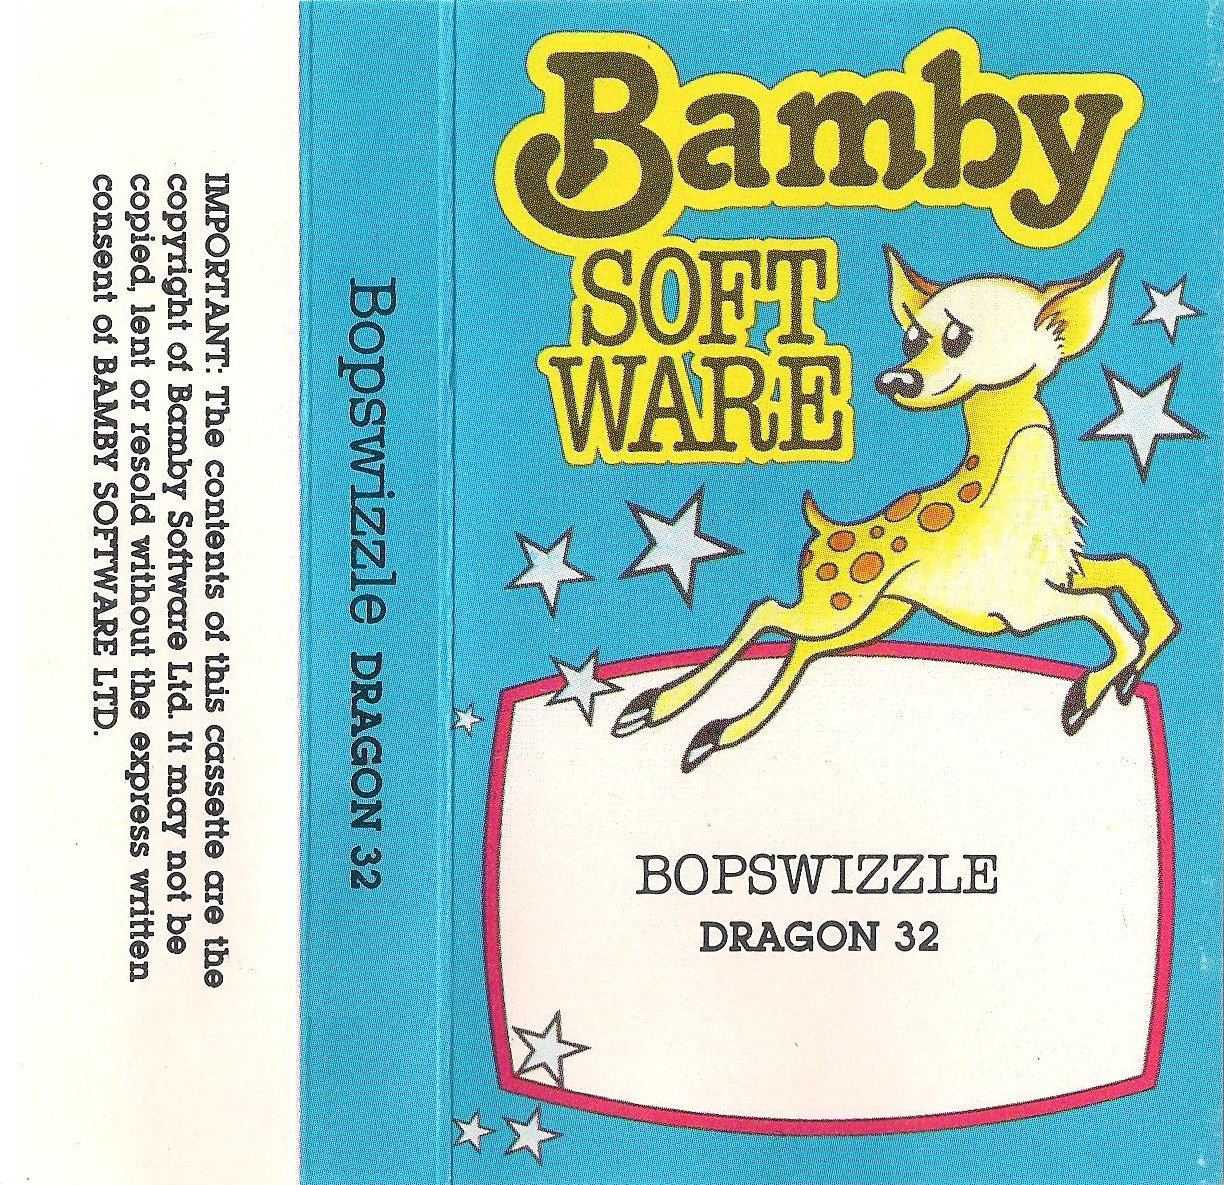 Bamby
SOFT
WARE
BOPSWIZZLE
DRAGON 32
Bopswizzle DRAGON 32
IMPORTANT: The contents of this cassette are the
copyright of Bamby Software Ltd. It may not be
copied, lent or resold without the express written
consent of BAMBY SOFTWARE LTD.